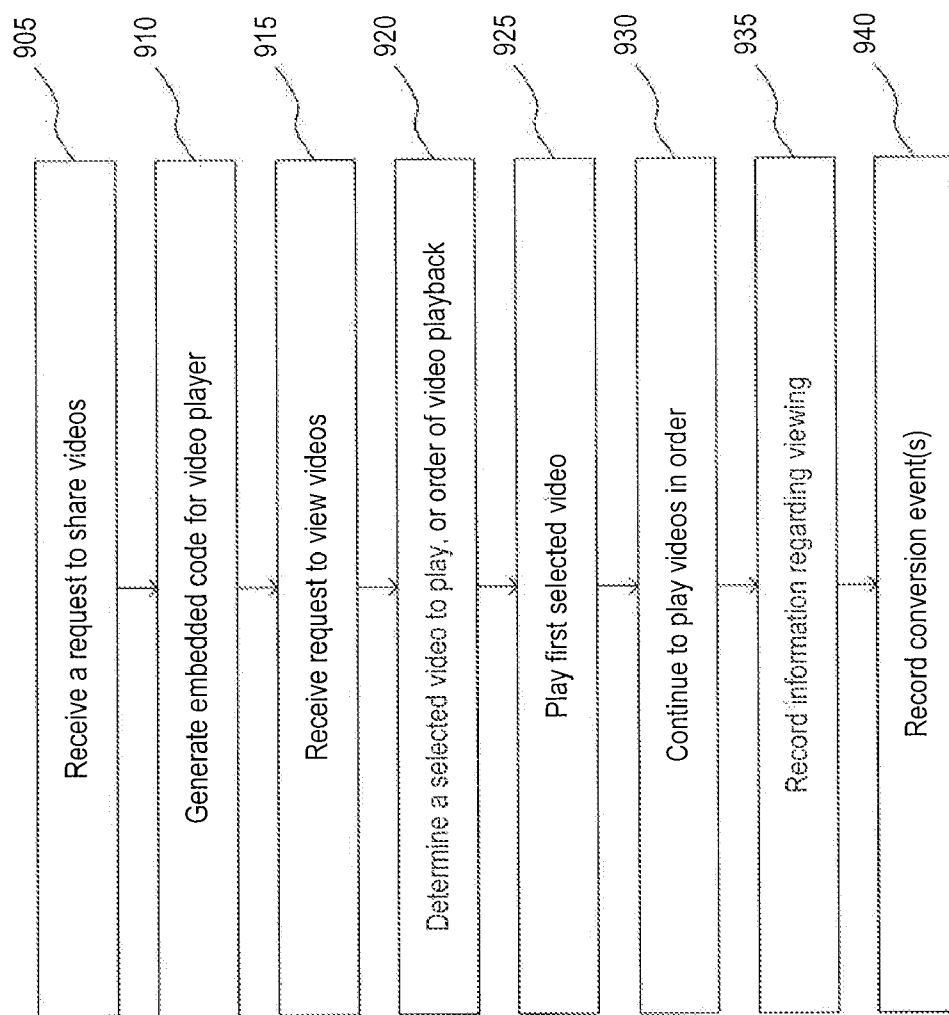 905
Receive a request to share videos
910
Generate embedded code for video player
915
Receive request to view videos
920
Determine a selected video to play, or order of video playback
925
Play first selected video
930
Continue to play videos in order
935
Record information regarding viewing
940
Record conversion event(s)